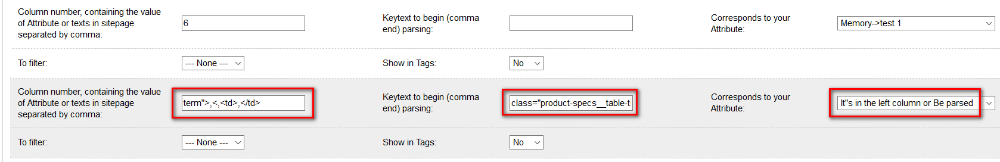 Column number, containing the value
of Attribute or texts in sitepage
separated by comma:
6
Keytext to begin (comma
end) parsing:
Corresponds to your
Attribute:
Memory->test 1
To filter:
--- None ---
Show in Tags:
No
Column number, containing the value
of Attribute or texts in sitepage
separated by comma:
term">,<,<td>,</td>
Keytext to begin (comma
end) parsing:
class="product-specs__table-t
Corresponds to your
Attribute:
It"s in the left column or Be parsed
To filter:
--- None ---
Show in Tags:
No